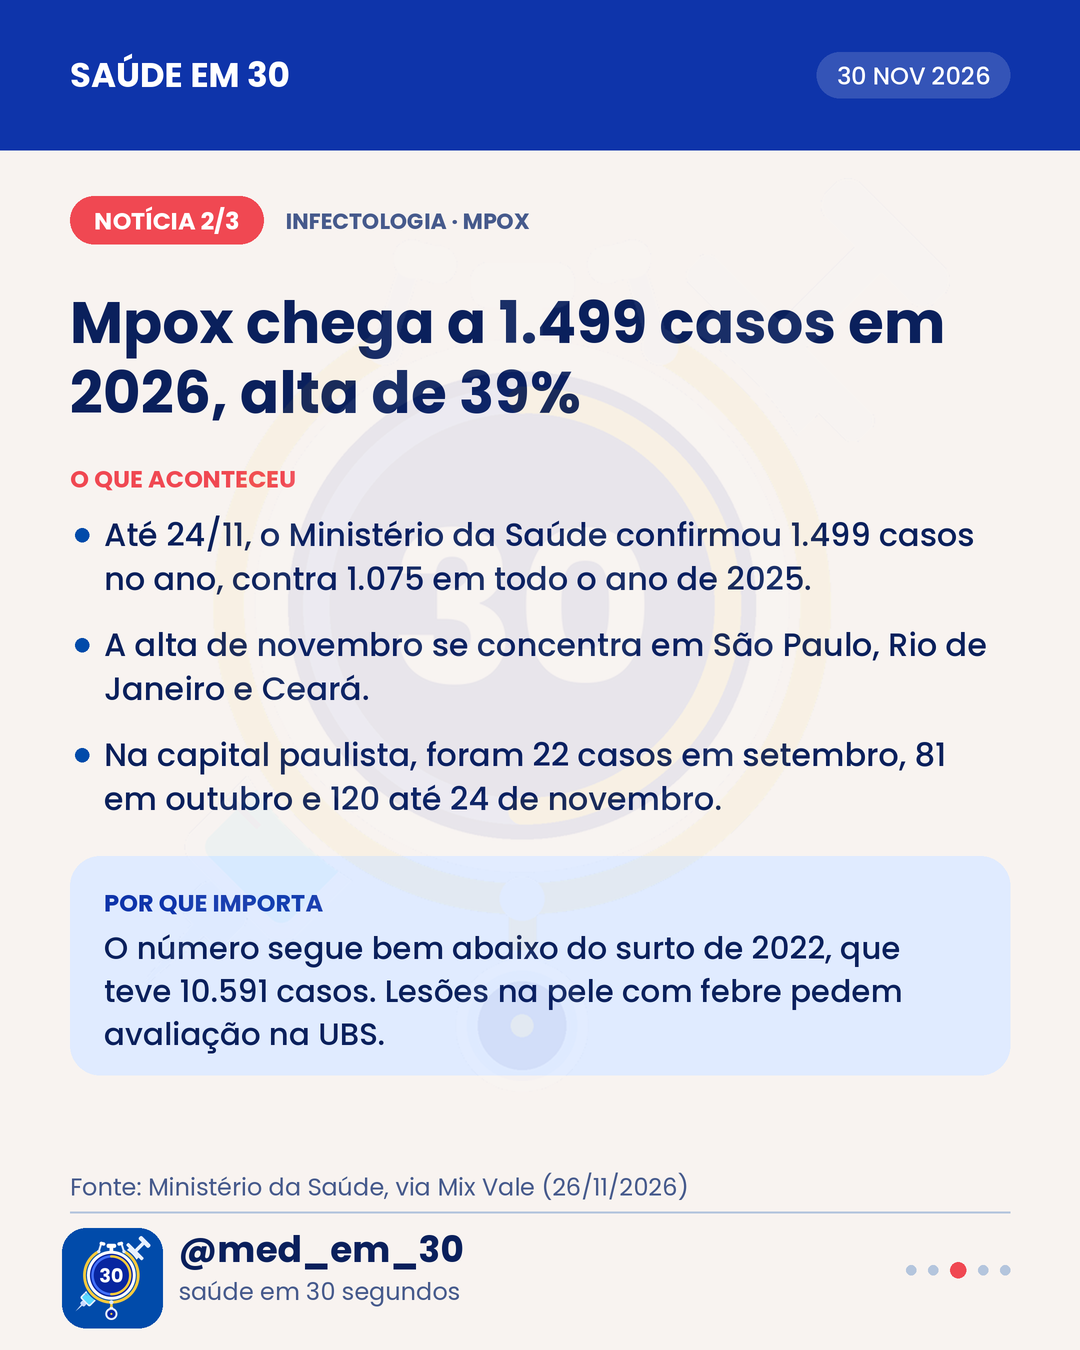 SAÚDE EM 30
30 NOV 2026
NOTÍCIA 2/3
INFECTOLOGIA · MPOX
Mpox chega a 1.499 casos em
2026, alta de 39%
O QUE ACONTECEU
• Até 24/11, o Ministério da Saúde confirmou 1.499 casos
no ano, contra 1.075 em todo o ano de 2025.
• A alta de novembro se concentra em São Paulo, Rio de
Janeiro e Ceará.
• Na capital paulista, foram 22 casos em setembro, 81
em outubro e 120 até 24 de novembro.
30
POR QUE IMPORTA
O número segue bem abaixo do surto de 2022, que
teve 10.591 casos. Lesões na pele com febre pedem
avaliação na UBS.
Fonte: Ministério da Saúde, via Mix Vale (26/11/2026)
30
@med_em_30
saúde em 30 segundos